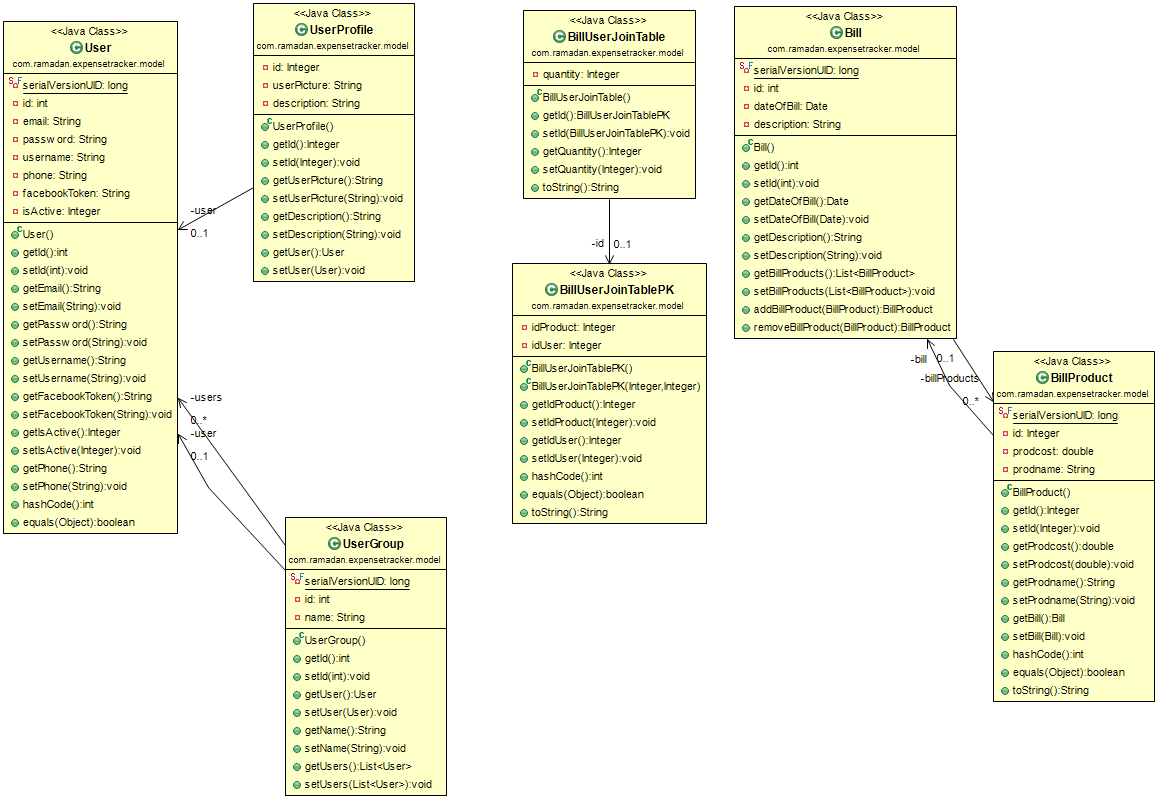 <<Java Class>>
User
com.ramadan.expensetracker.model
serialVersionUID: long
id: int
email: String
password: String
username: String
phone: String
facebookToken: String
isActive: Integer
User()
getId():int
setId(int):void
getEmail():String
setEmail(String):void
getPassword():String
setPassword(String):void
getUsername():String
setUsername(String):void
getFacebookToken():String
setFacebookToken(String):void
getIsActive():Integer
setIsActive(Integer):void
getPhone():String
setPhone(String):void
hashCode():int
equals(Object):boolean
<<Java Class>>
UserProfile
com.ramadan.expensetracker.model
id: Integer
userPicture: String
description: String
UserProfile()
getId():Integer
setId(Integer):void
getUserPicture():String
setUserPicture(String):void
getDescription():String
setDescription(String):void
getUser():User
setUser(User):void
-user
0..1
-users
0..*
-user
0..1
<<Java Class>>
UserGroup
com.ramadan.expensetracker.model
serialVersionUID: long
id: int
name: String
UserGroup()
getId():int
setId(int):void
getUser():User
setUser(User):void
getName():String
setName(String):void
getUsers():List<User>
setUsers(List<User>):void
<<Java Class>>
BillUserJoinTable
com.ramadan.expensetracker.model
quantity: Integer
BillUserJoinTable()
getId():BillUserJoinTablePK
setId(BillUserJoinTablePK):void
getQuantity():Integer
setQuantity(Integer):void
toString():String
-id 0..1
<<Java Class>>
BillUserJoinTablePK
com.ramadan.expensetracker.model
idProduct: Integer
idUser: Integer
BillUserJoinTablePK()
BillUserJoinTablePK(Integer,Integer)
getIdProduct():Integer
setIdProduct(Integer):void
getIdUser():Integer
setIdUser(Integer):void
hashCode():int
equals(Object):boolean
toString():String
<<Java Class>>
Bill
com.ramadan.expensetracker.model
serialVersionUID: long
id: int
dateOfBill: Date
description: String
Bill()
getId():int
setId(int):void
getDateOfBill():Date
setDateOfBill(Date):void
getDescription():String
setDescription(String):void
getBillProducts():List<BillProduct>
setBillProducts(List<BillProduct>):void
addBillProduct(BillProduct):BillProduct
removeBillProduct(BillProduct):BillProduct
-bill 0..1
-billProducts
0..*
<<Java Class>>
BillProduct
com.ramadan.expensetracker.model
serialVersionUID: long
id: Integer
prodcost: double
prodname: String
BillProduct()
getId():Integer
setId(Integer):void
getProdcost():double
setProdcost(double):void
getProdname():String
setProdname(String):void
getBill():Bill
setBill(Bill):void
hashCode():int
equals(Object):boolean
toString():String